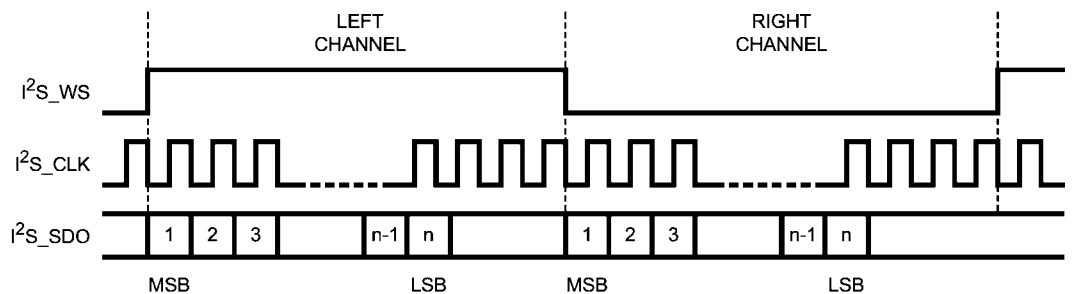 LEFT CHANNEL
RIGHT CHANNEL
I²S_WS
I²S_CLK
I²S_SDO
1 2 3 n-1 n 1 2 3 n-1 n
MSB LSB MSB LSB